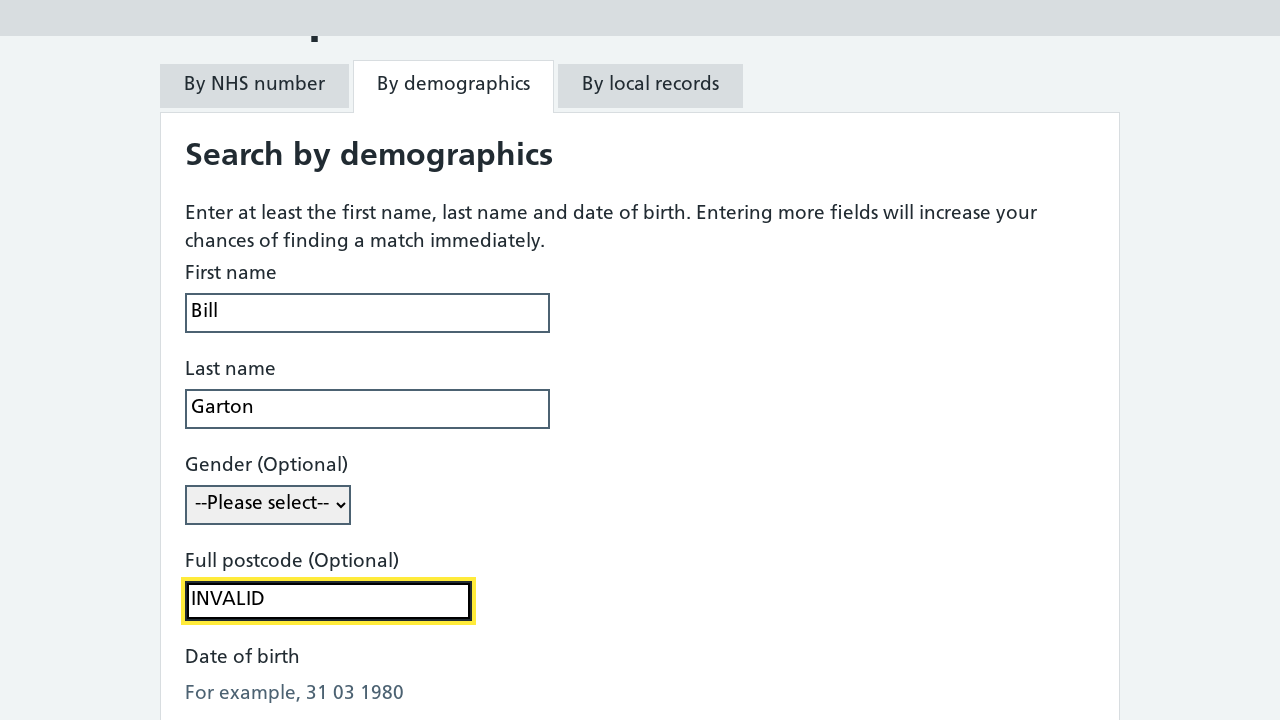 By NHS number
By demographics
By local records
Search by demographics
Enter at least the first name, last name and date of birth. Entering more fields will increase your
chances of finding a match immediately.
First name
Bill
Last name
Garton
Gender (Optional)
--Please select--
Full postcode (Optional)
INVALID
Date of birth
For example, 31 03 1980